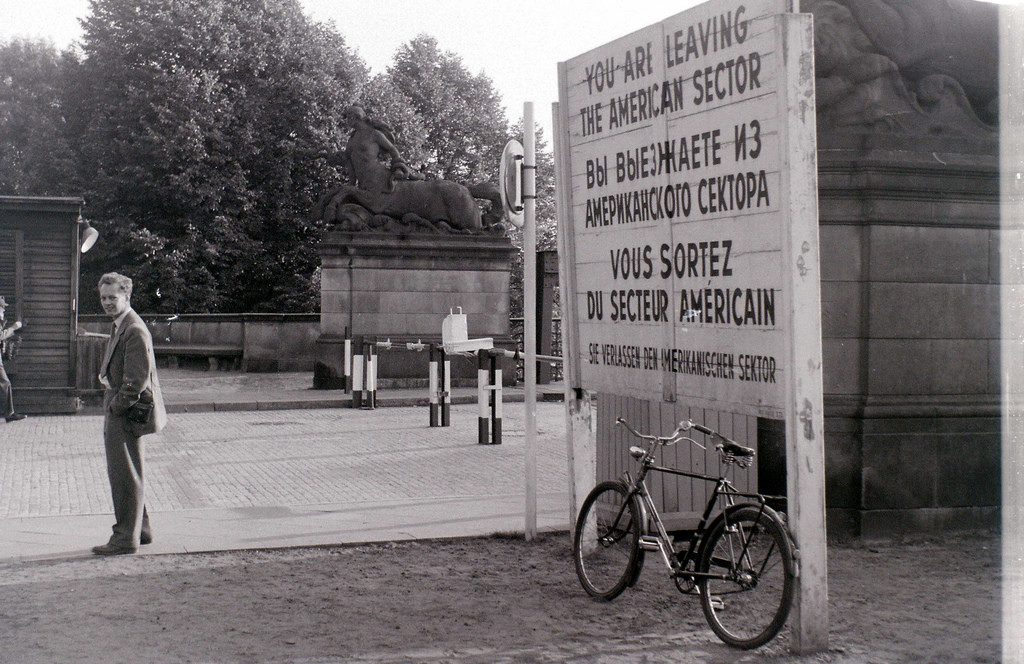 YOU ARE LEAVING
THE AMERICAN SECTOR
ВЫ ВЫЕЗЖАЕТЕ ИЗ
АМЕРИКАНСКОГО СЕКТОРА
VOUS SORTEZ
DU SECTEUR AMÉRICAIN
SIE VERLASSEN DEN AMERIKANISCHEN SEKTOR